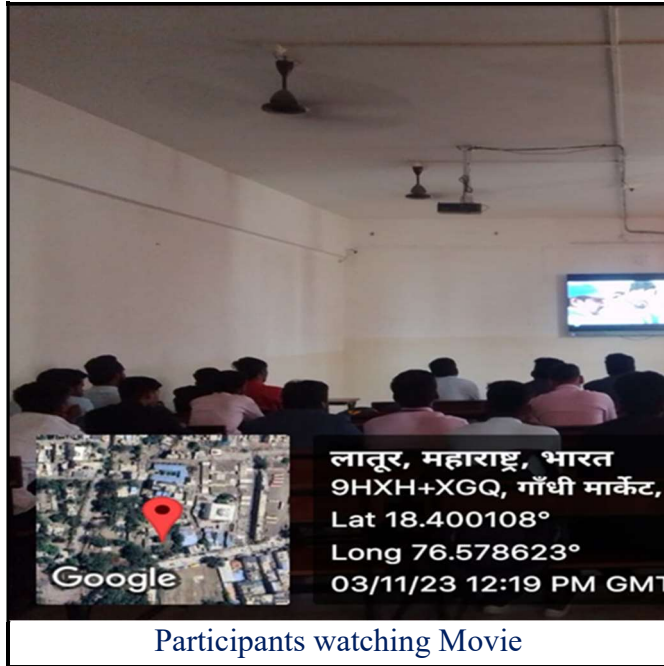 लातूर, महाराष्ट्र, भारत
9HXH+XGQ, गाँधी मार्केट,
Lat 18.400108°
Long 76.578623°
03/11/23 12:19 PM GMT
Google
Participants watching Movie